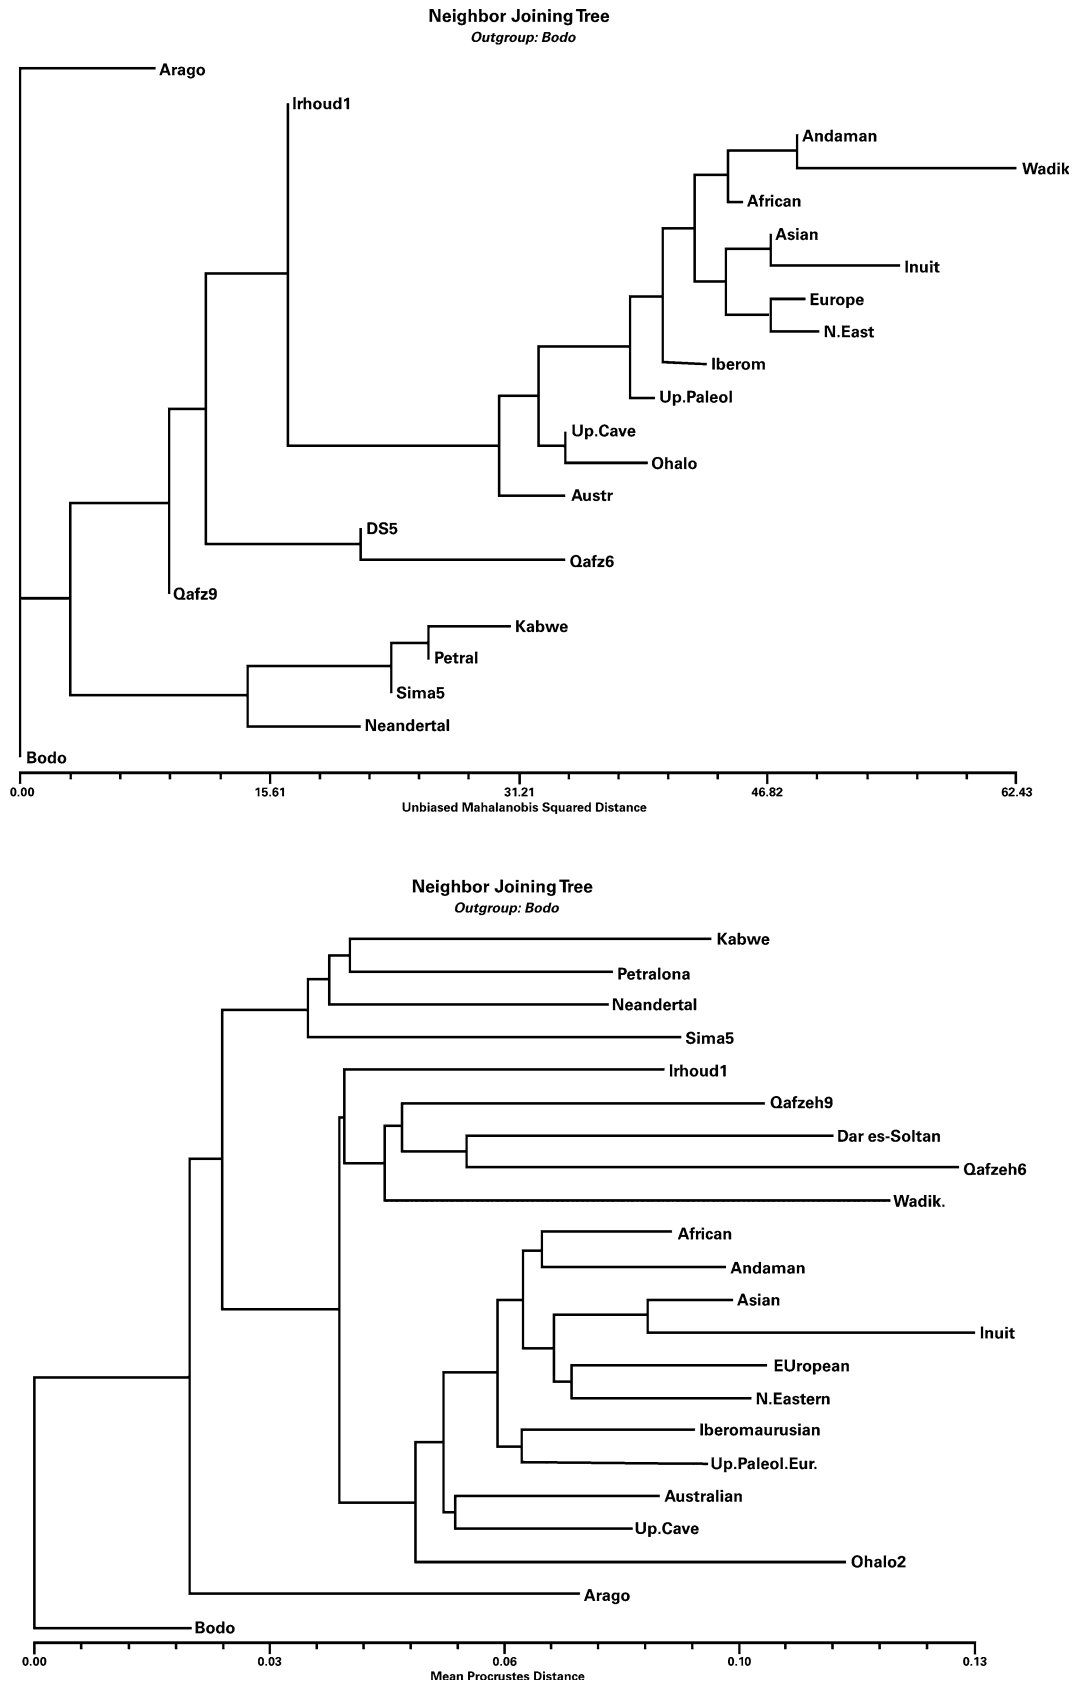 Neighbor Joining Tree
Outgroup: Bodo
Arago
Irhoud1
Andaman
Wadik
African
Asian
Inuit
Europe
N.East
Iberom
Up.Paleol
Up.Cave
Ohalo
Austr
DS5
Qafz6
Qafz9
Kabwe
Petral
Sima5
Neandertal
Bodo
0.00 15.61 31.21 46.82 62.43
Unbiased Mahalanobis Squared Distance
Neighbor Joining Tree
Outgroup: Bodo
Kabwe
Petralona
Neandertal
Sima5
Irhoud1
Qafzeh9
Dar es-Soltan
Qafzeh6
Wadik.
African
Andaman
Asian
Inuit
EUropean
N.Eastern
Iberomaurusian
Up.Paleol.Eur.
Australian
Up.Cave
Ohalo2
Arago
Bodo
0.00 0.03 0.06 0.10 0.13
Mean Procrustes Distance